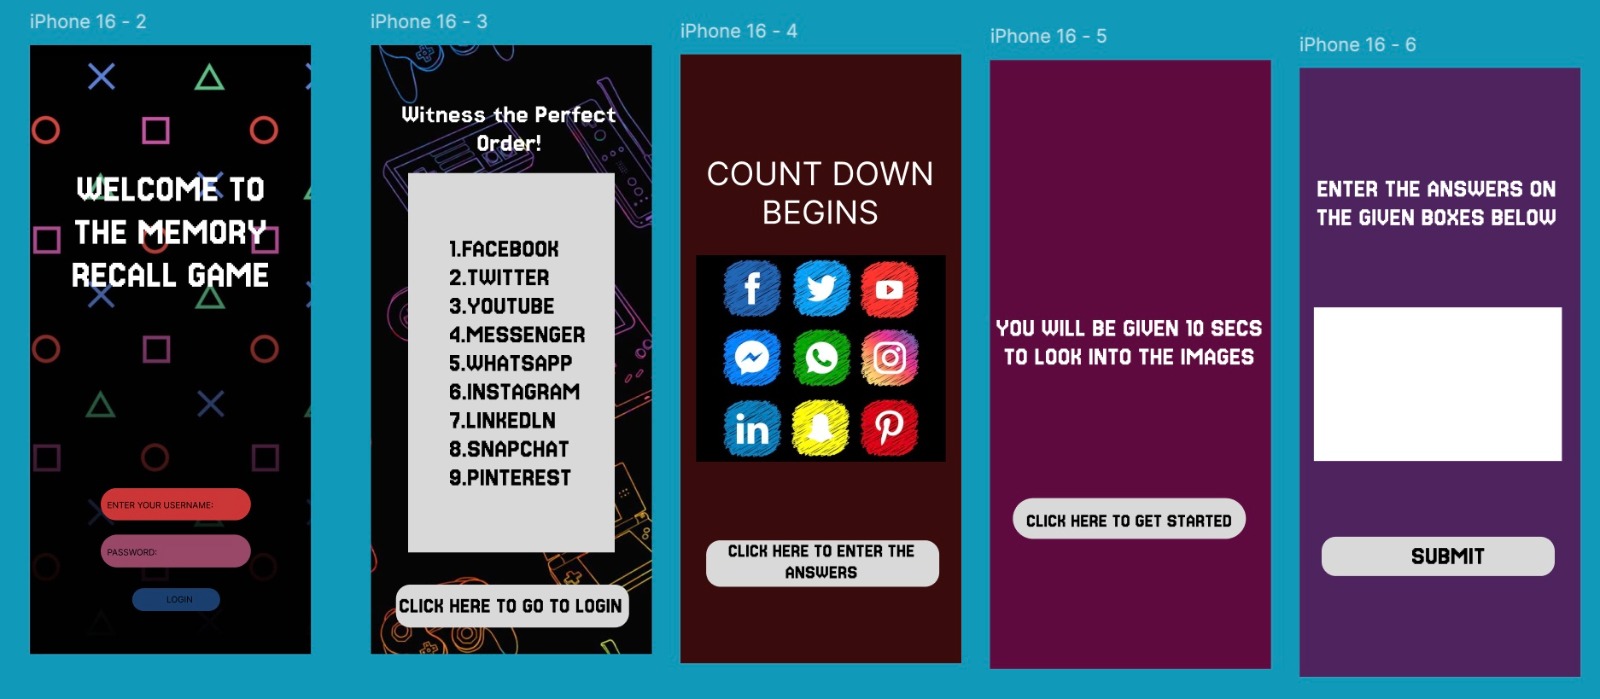 iPhone 16 - 2
WELCOME TO
THE MEMORY
RECALL GAME
ENTER YOUR USERNAME:
PASSWORD:
LOGIN
iPhone 16 - 3
Witness the Perfect
Order!
1.FACEBOOK
2.TWITTER
3.YOUTUBE
4.MESSENGER
5.WHATSAPP
6.INSTAGRAM
7.LINKEDLN
8.SNAPCHAT
9.PINTEREST
CLICK HERE TO GO TO LOGIN
iPhone 16 - 4
COUNT DOWN
BEGINS
f
in
CLICK HERE TO ENTER THE
ANSWERS
iPhone 16 - 5
YOU WILL BE GIVEN 10 SECS
TO LOOK INTO THE IMAGES
CLICK HERE TO GET STARTED
iPhone 16 - 6
ENTER THE ANSWERS ON
THE GIVEN BOXES BELOW
SUBMIT